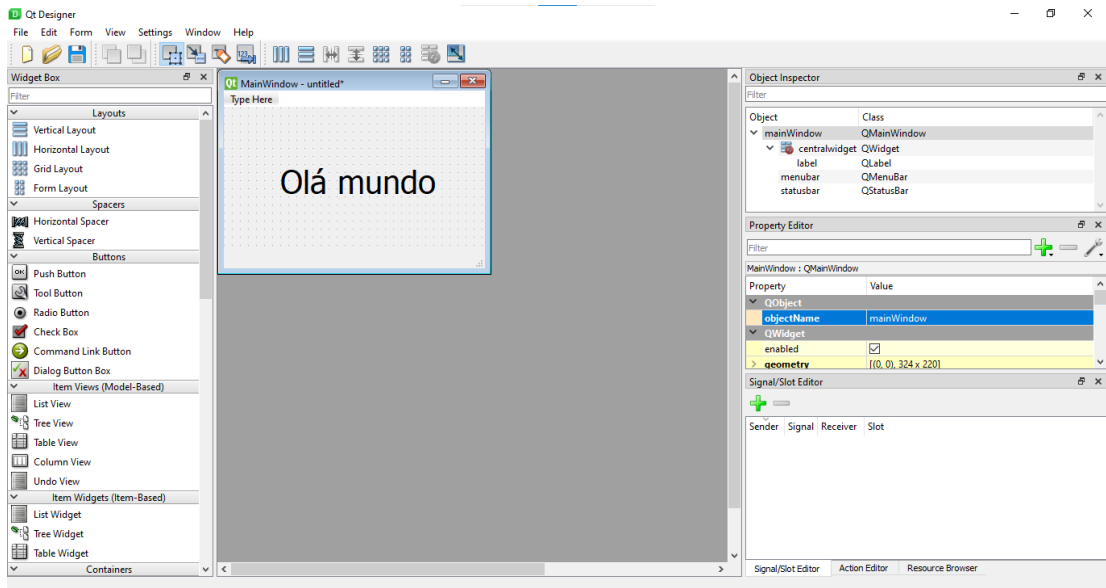 Qt Designer
File Edit Form View Settings Window Help
Widget Box
Filter
Layouts
Vertical Layout
Horizontal Layout
Grid Layout
Form Layout
Spacers
Horizontal Spacer
Vertical Spacer
Buttons
OK Push Button
Tool Button
Radio Button
Check Box
Command Link Button
Dialog Button Box
Item Views (Model-Based)
List View
Tree View
Table View
Column View
Undo View
Item Widgets (Item-Based)
List Widget
Tree Widget
Table Widget
Containers
Qt MainWindow - untitled*
Type Here
Olá mundo
Object Inspector
Filter
Object Class
mainWindow QMainWindow
centralwidget QWidget
label QLabel
menubar QMenuBar
statusbar QStatusBar
Property Editor
Filter
MainWindow : QMainWindow
Property Value
QObject
objectName mainWindow
QWidget
enabled
geometry [(0, 0), 324 x 220]
Signal/Slot Editor
Sender Signal Receiver Slot
Signal/Slot Editor Action Editor Resource Browser